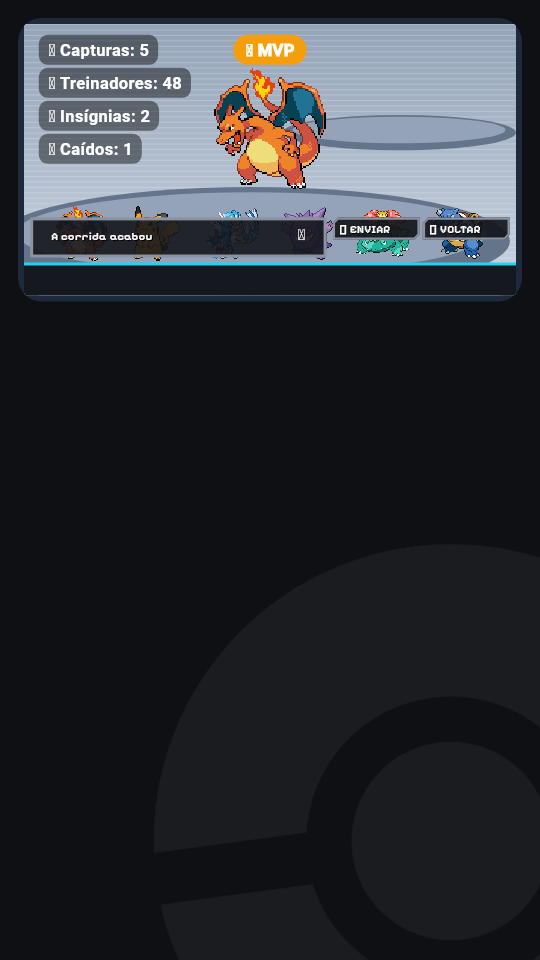 Capturas: 5
MVP
Treinadores: 48
Insígnias: 2
Caídos: 1
A corrida acabou
ENVIAR
VOLTAR